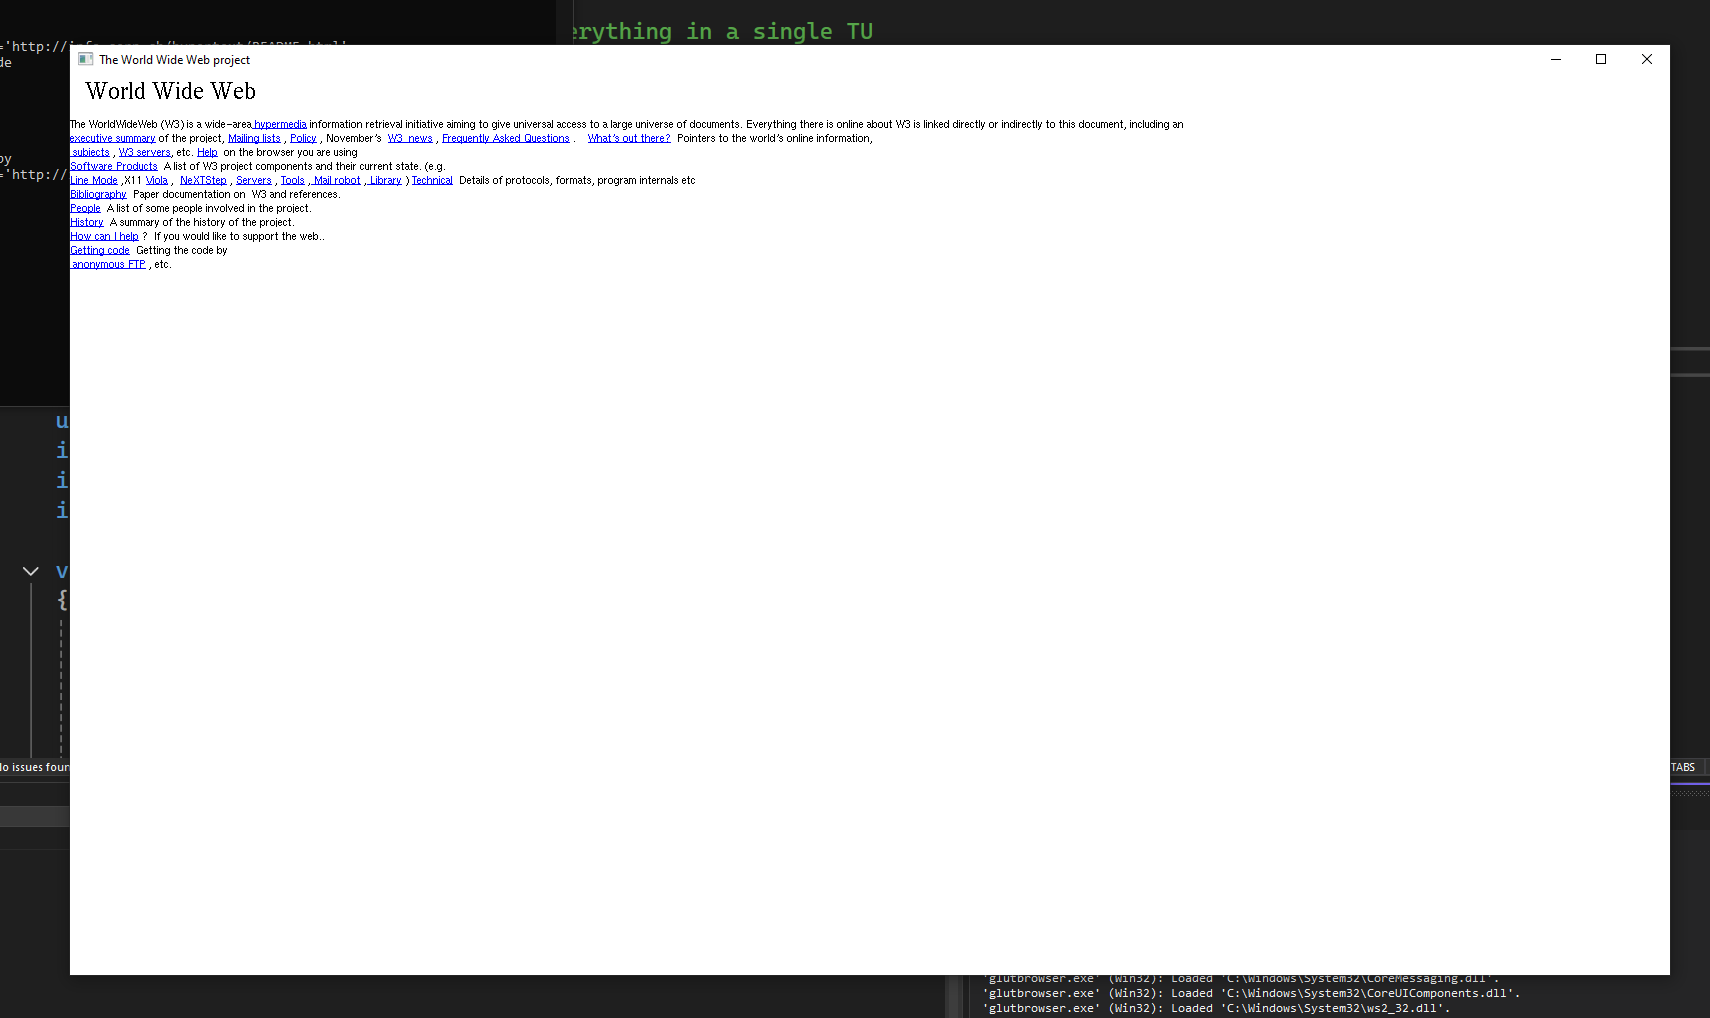 erything in a single TU
='http://info.cern.ch/hypertext/README.html'
de
The World Wide Web project
World Wide Web
The WorldWideWeb (W3) is a wide-area hypermedia information retrieval initiative aiming to give universal access to a large universe of documents. Everything there is online about W3 is linked directly or indirectly to this document, including an
executive summary of the project, Mailing lists , Policy , November's W3 news , Frequently Asked Questions . What's out there? Pointers to the world's online information,
subjects , W3 servers, etc. Help on the browser you are using
Software Products A list of W3 project components and their current state. (e.g.
Line Mode ,X11 Viola , NeXTStep , Servers , Tools , Mail robot , Library ) Technical Details of protocols, formats, program internals etc
Bibliography Paper documentation on W3 and references.
People A list of some people involved in the project.
History A summary of the history of the project.
How can I help ? If you would like to support the web..
Getting code Getting the code by
anonymous FTP , etc.
by
='http://
u
i
i
i
v
{
lo issues foun
TABS
'glutbrowser.exe' (Win32): Loaded 'C:\Windows\System32\CoreMessaging.dll'.
'glutbrowser.exe' (Win32): Loaded 'C:\Windows\System32\CoreUIComponents.dll'.
'glutbrowser.exe' (Win32): Loaded 'C:\Windows\System32\ws2_32.dll'.